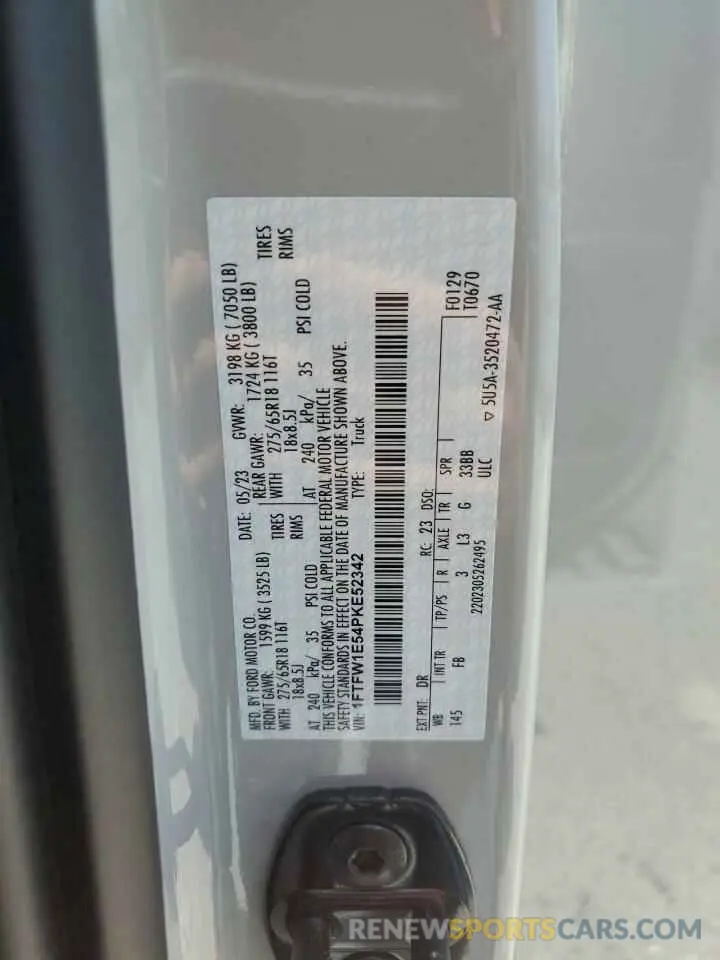 MFD. BY FORD MOTOR CO.
DATE: 05/23 GVWR: 3198 KG ( 7050 LB)
FRONT GAWR: 1599 KG ( 3525 LB) REAR GAWR: 1724 KG ( 3800 LB)
WITH 275/65R18 116T TIRES WITH 275/65R18 116T TIRES
18x8.5J RIMS 18x8.5J RIMS
AT 240 kPa/ 35 PSI COLD AT 240 kPa/ 35 PSI COLD
THIS VEHICLE CONFORMS TO ALL APPLICABLE FEDERAL MOTOR VEHICLE
SAFETY STANDARDS IN EFFECT ON THE DATE OF MANUFACTURE SHOWN ABOVE.
VIN: 1FTFW1E54PKE52342 TYPE: Truck
EXT PNT: DR RC: 23 DSO: F0129
WB INT TR TP/PS R AXLE TR SPR T0670
145 FB 3 L3 G 33BB
ULC
2202305262495 ▽ 5U5A-3520472-AA
RENEWSPORTSCARS.COM